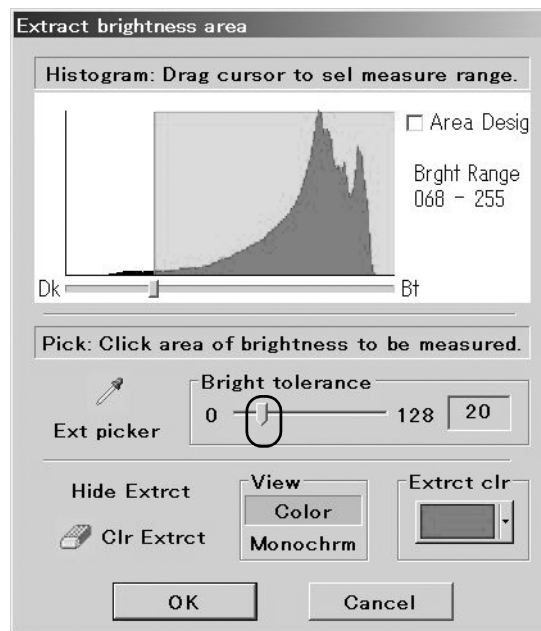 Extract brightness area
Histogram: Drag cursor to sel measure range.
Area Desig
Brght Range
068 - 255
Dk
Bt
Pick: Click area of brightness to be measured.
Bright tolerance
0
128
20
Ext picker
Hide Extrct
View
Extrct clr
Color
Clr Extrct
Monochrm
OK
Cancel